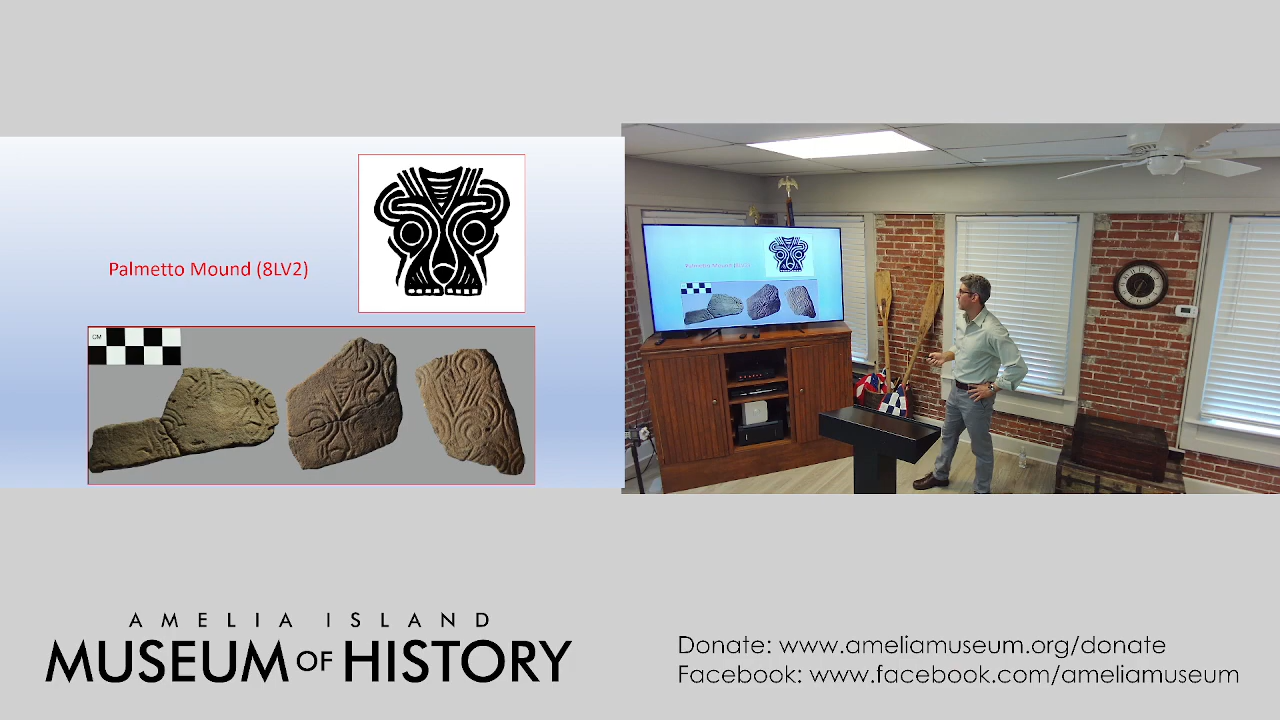 Palmetto Mound (8LV2)
CM
AMELIA ISLAND
MUSEUM OF HISTORY
Donate: www.ameliamuseum.org/donate
Facebook: www.facebook.com/ameliamuseum